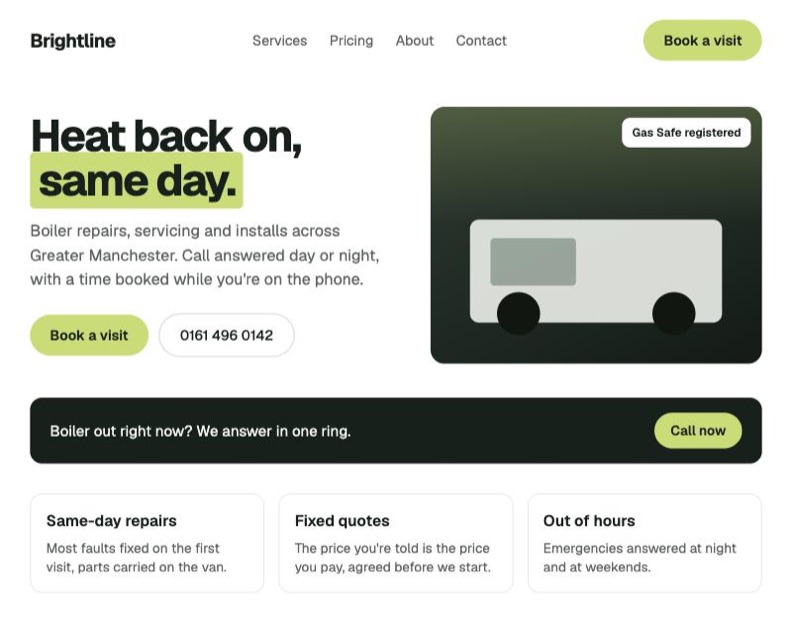 Brightline
Services
Pricing
About
Contact
Book a visit
Heat back on,
same day.
Boiler repairs, servicing and installs across
Greater Manchester. Call answered day or night,
with a time booked while you're on the phone.
Book a visit
0161 496 0142
Gas Safe registered
Boiler out right now? We answer in one ring.
Call now
Same-day repairs
Most faults fixed on the first
visit, parts carried on the van.
Fixed quotes
The price you're told is the price
you pay, agreed before we start.
Out of hours
Emergencies answered at night
and at weekends.